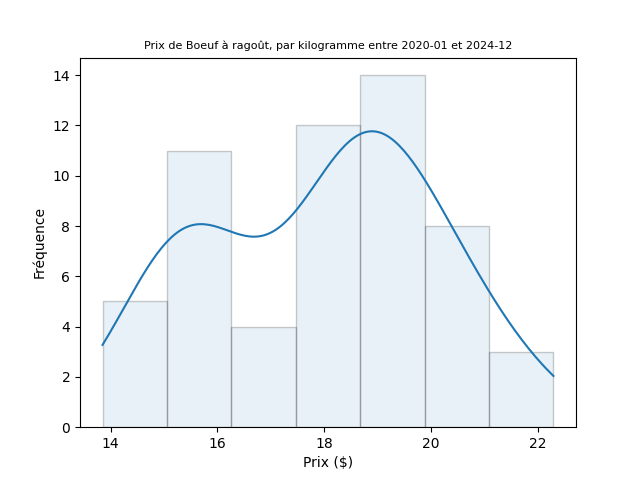 Prix de Boeuf à ragoût, par kilogramme entre 2020-01 et 2024-12
14
12
10
8
6
4
2
0
Fréquence
14 16 18 20 22
Prix ($)